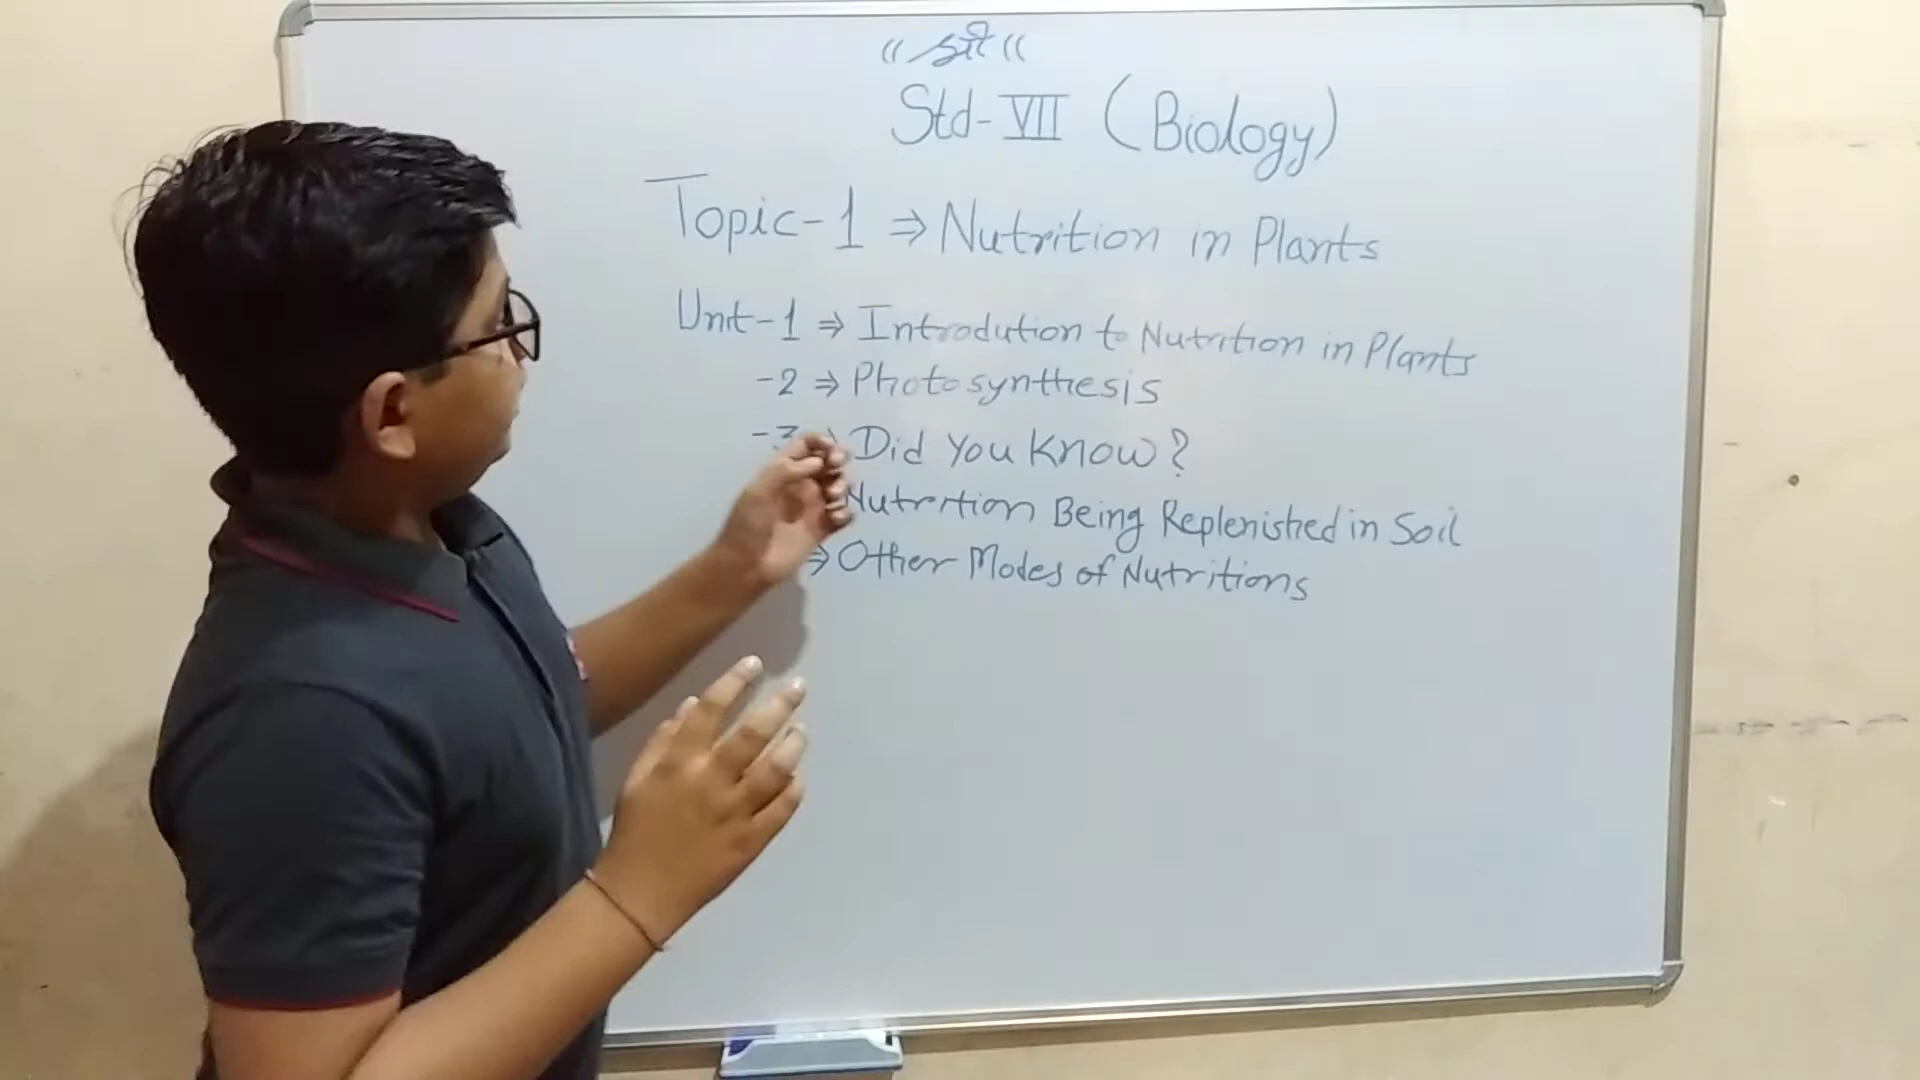 (( श्री ((
Std-VII (Biology)
Topic-1 ⇒ Nutrition in Plants
Unit-1 ⇒ Introdution to Nutrition in Plants
-2 ⇒ Photosynthesis
-3 ⇒ Did You Know?
Nutrition Being Replenished in Soil
⇒ Other Modes of Nutritions